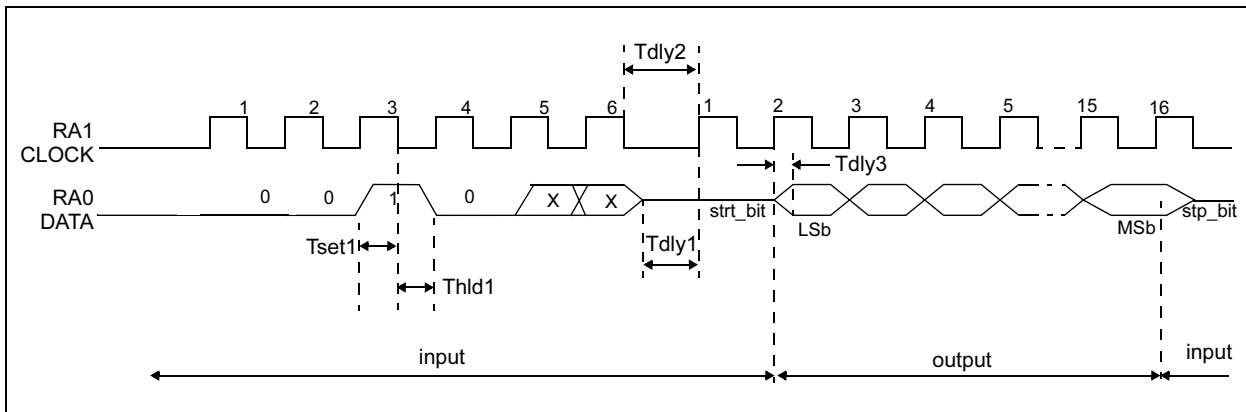 Tdly2
1 2 3 4 5 6 1 2 3 4 5 15 16
RA1
CLOCK
Tdly3
RA0
DATA
0 0 1 0 X X strt_bit LSb MSb stp_bit
Tset1
Tdly1
Thld1
input output input